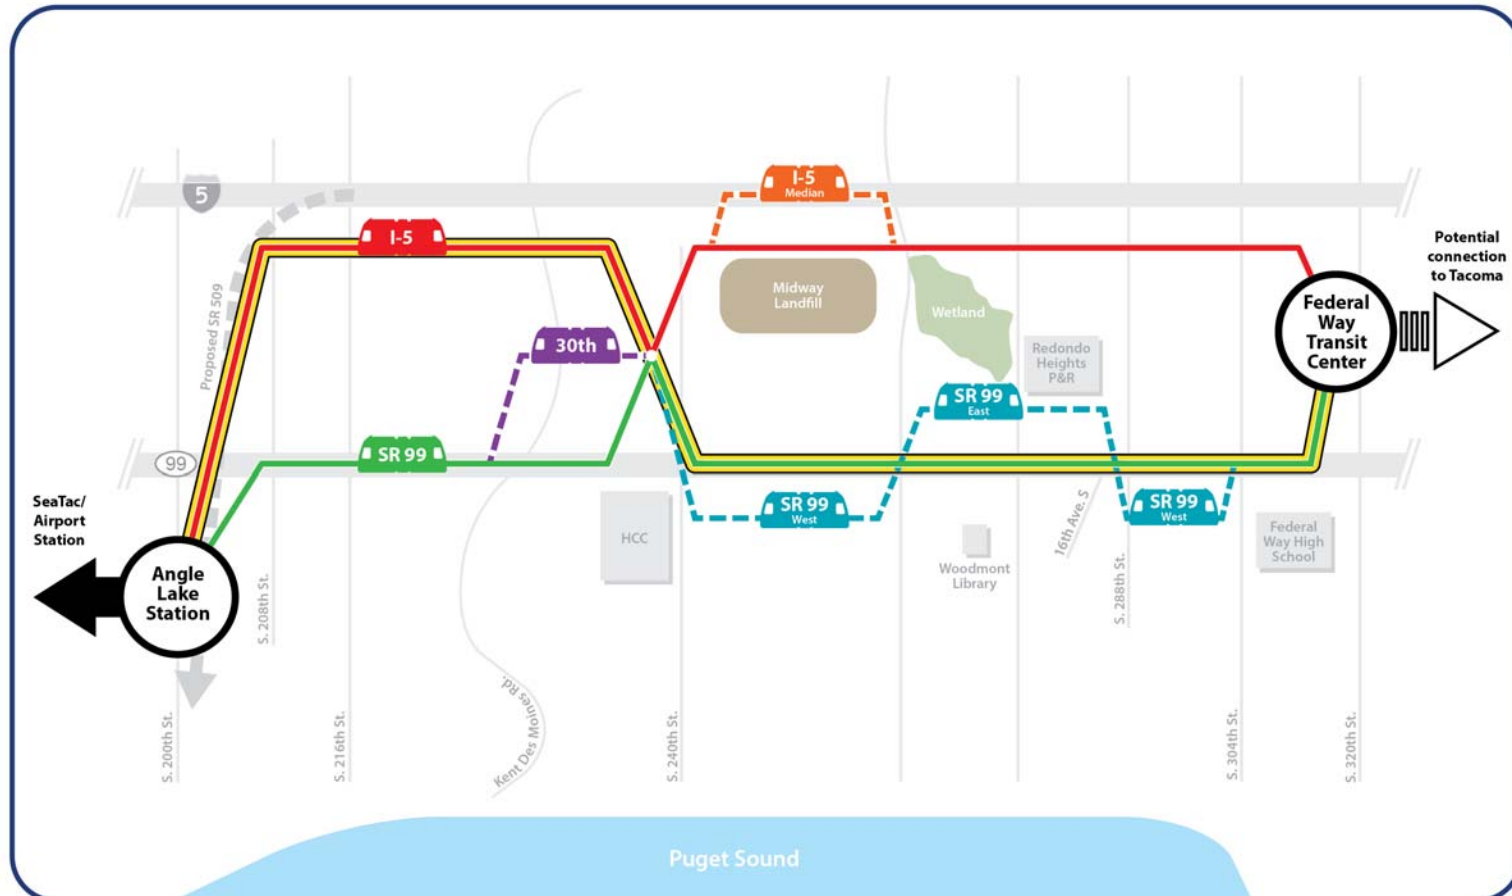 5
I-5
Median
I-5
Potential
connection
to Tacoma
Proposed SR 509
Midway
Landfill
Wetland
Federal
Way
Transit
Center
30th
Redondo
Heights
P&R
SR 99
East
99
SR 99
SeaTac/
Airport
Station
SR 99
West
SR 99
West
16th Ave. S
HCC
Federal
Way High
School
Woodmont
Library
Angle
Lake
Station
S. 208th St.
S. 288th St.
Kent Des Moines Rd.
S. 200th St.
S. 216th St.
S. 240th St.
S. 304th St.
S. 320th St.
Puget Sound